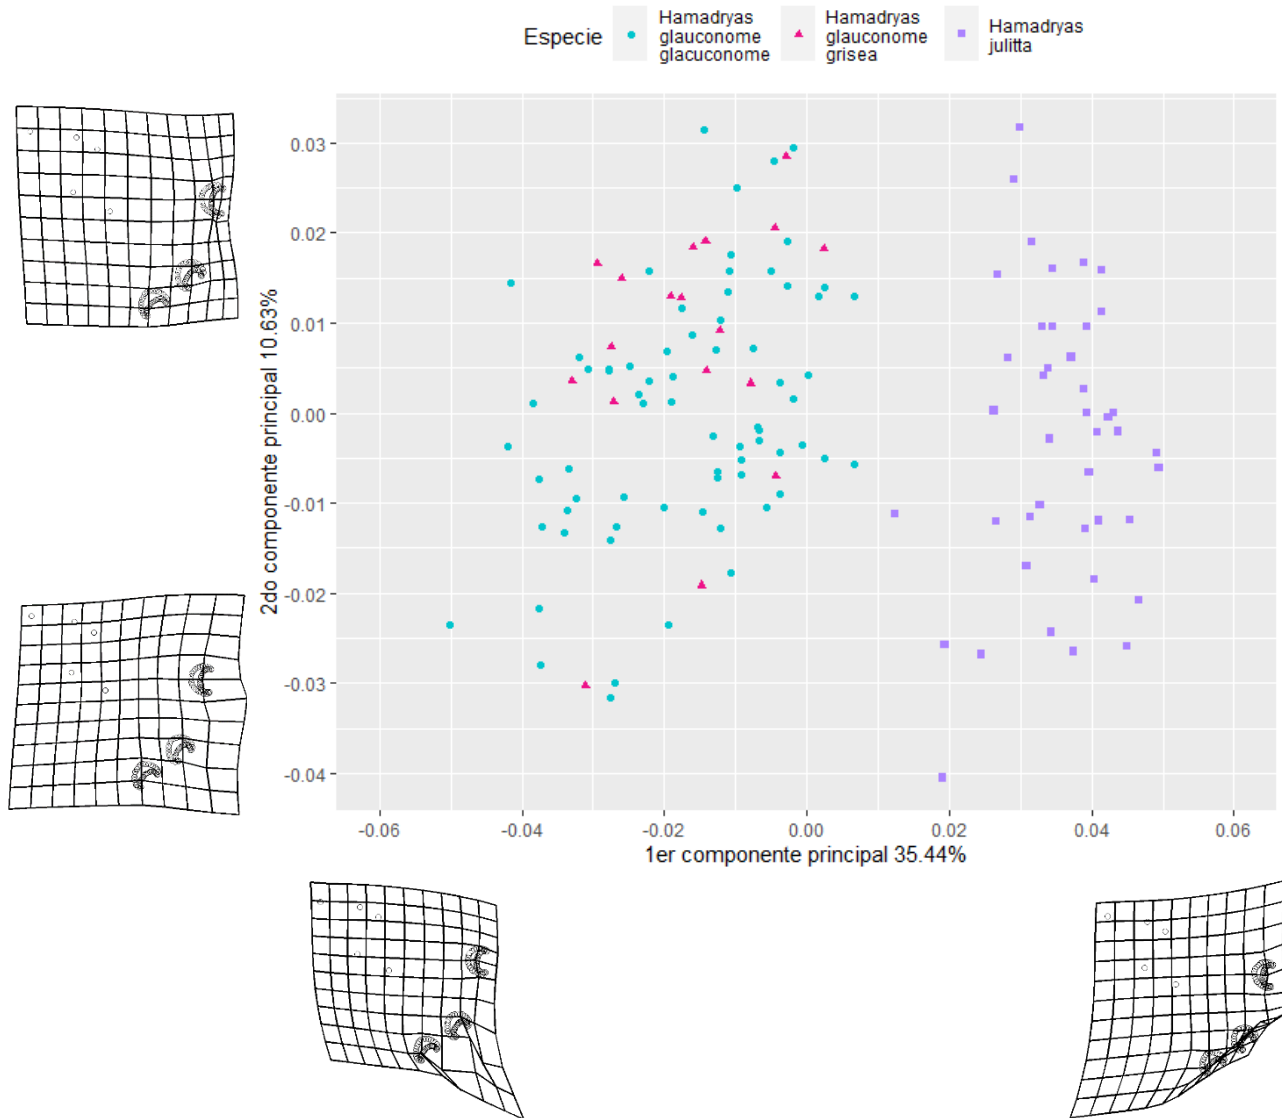 Especie
Hamadryas
glauconome
glacuconome
Hamadryas
glauconome
grisea
Hamadryas
julitta
2do componente principal 10.63%
0.03
0.02
0.01
0.00
-0.01
-0.02
-0.03
-0.04
-0.06
-0.04
-0.02
0.00
0.02
0.04
0.06
1er componente principal 35.44%